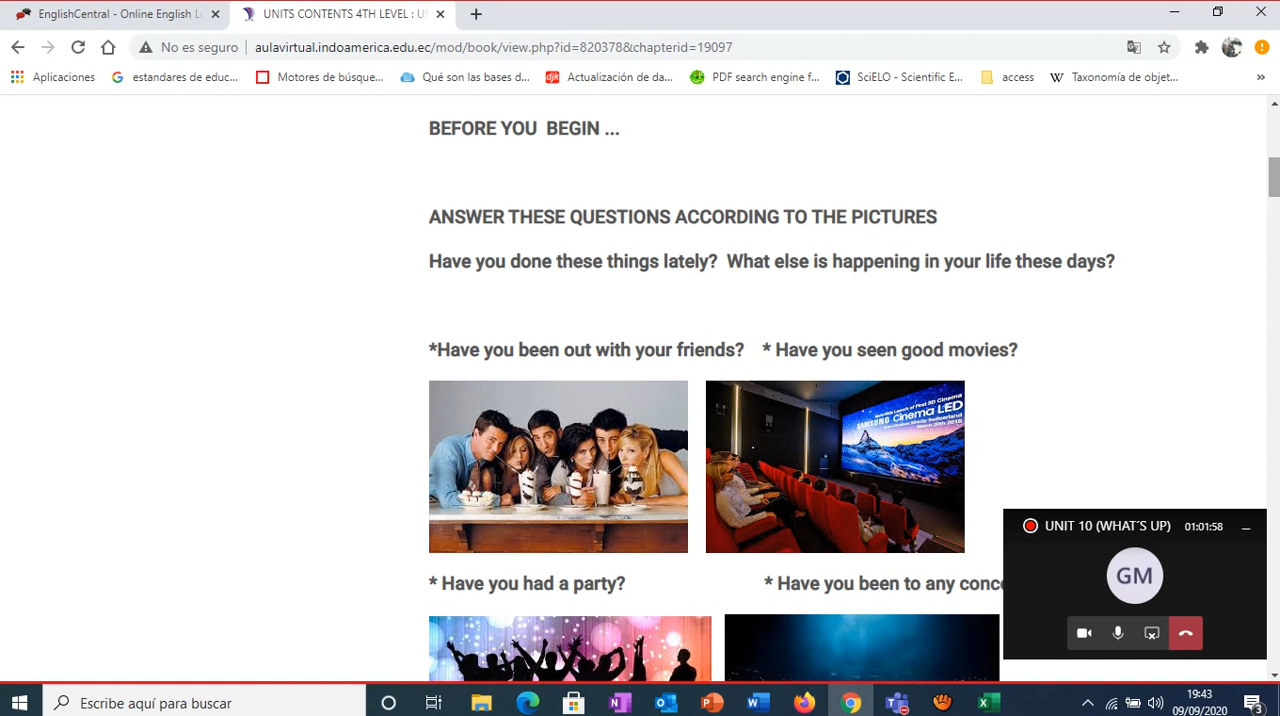 EnglishCentral - Online English L
UNITS CONTENTS 4TH LEVEL : U
No es seguro
aulavirtual.indoamerica.edu.ec/mod/book/view.php?id=820378&chapterid=19097
Aplicaciones
estandares de educ...
Motores de búsque...
Que son las bases d...
Actualización de da...
PDF search engine f...
SciELO - Scientific E...
access
Taxonomía de objet...
»
BEFORE YOU BEGIN ...
ANSWER THESE QUESTIONS ACCORDING TO THE PICTURES
Have you done these things lately? What else is happening in your life these days?
*Have you been out with your friends? * Have you seen good movies?
SAMSUNG Cinema LED
* Have you had a party? * Have you been to any conce
UNIT 10 (WHAT´S UP) 01:01:58
GM
Escribe aquí para buscar
19:43
09/09/2020
3